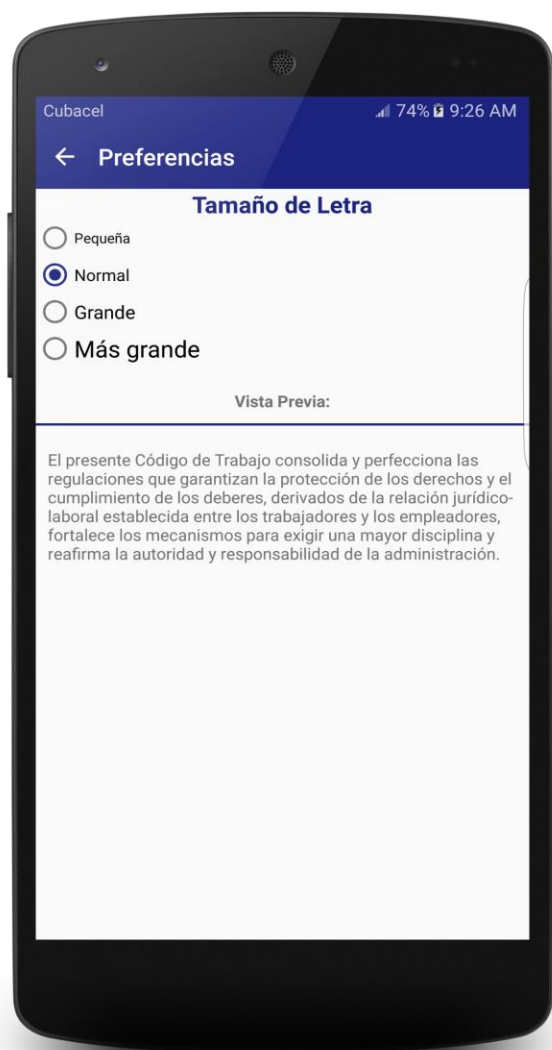 Cubacel 74% 9:26 AM
Preferencias
Tamaño de Letra
Pequeña
Normal
Grande
Más grande
Vista Previa:
El presente Código de Trabajo consolida y perfecciona las
regulaciones que garantizan la protección de los derechos y el
cumplimiento de los deberes, derivados de la relación jurídico-
laboral establecida entre los trabajadores y los empleadores,
fortalece los mecanismos para exigir una mayor disciplina y
reafirma la autoridad y responsabilidad de la administración.